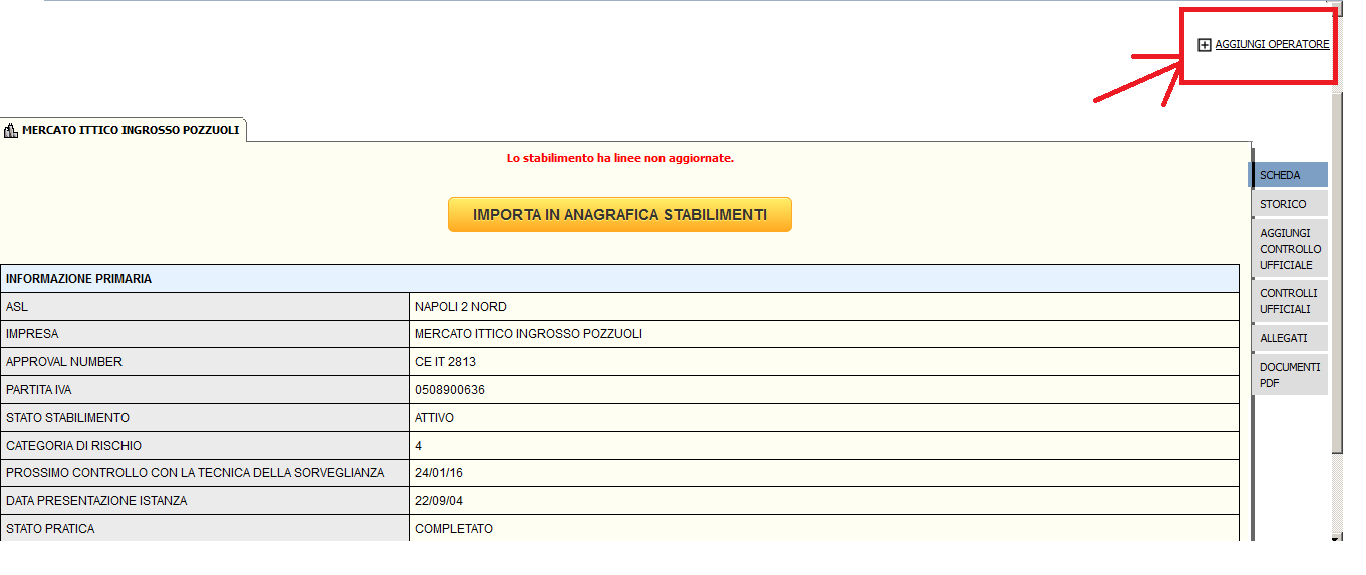 AGGIUNGI OPERATORE
MERCATO ITTICO INGROSSO POZZUOLI
Lo stabilimento ha linee non aggiornate.
IMPORTA IN ANAGRAFICA STABILIMENTI
INFORMAZIONE PRIMARIA
ASL NAPOLI 2 NORD
IMPRESA MERCATO ITTICO INGROSSO POZZUOLI
APPROVAL NUMBER CE IT 2813
PARTITA IVA 0508900636
STATO STABILIMENTO ATTIVO
CATEGORIA DI RISCHIO 4
PROSSIMO CONTROLLO CON LA TECNICA DELLA SORVEGLIANZA 24/01/16
DATA PRESENTAZIONE ISTANZA 22/09/04
STATO PRATICA COMPLETATO
SCHEDA
STORICO
AGGIUNGI
CONTROLLO
UFFICIALE
CONTROLLI
UFFICIALI
ALLEGATI
DOCUMENTI
PDF